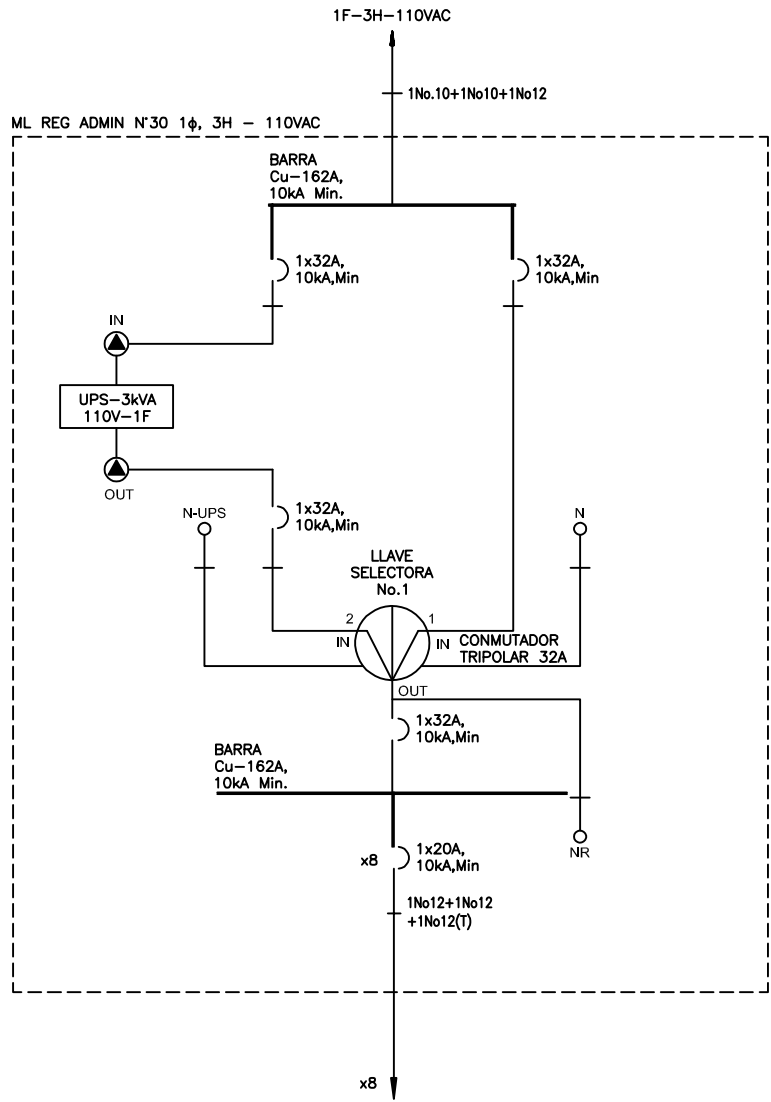 1F-3H-110VAC
1No.10+1No10+1No12
ML REG ADMIN N°30 1ϕ, 3H - 110VAC
BARRA
Cu-162A,
10kA Min.
1x32A,
10kA,Min
1x32A,
10kA,Min
IN
UPS-3kVA
110V-1F
OUT
N-UPS
1x32A,
10kA,Min
N
LLAVE
SELECTORA
No.1
2
1
IN
IN
CONMUTADOR
TRIPOLAR 32A
OUT
1x32A,
10kA,Min
BARRA
Cu-162A,
10kA Min.
NR
x8
1x20A,
10kA,Min
1No12+1No12
+1No12(T)
x8